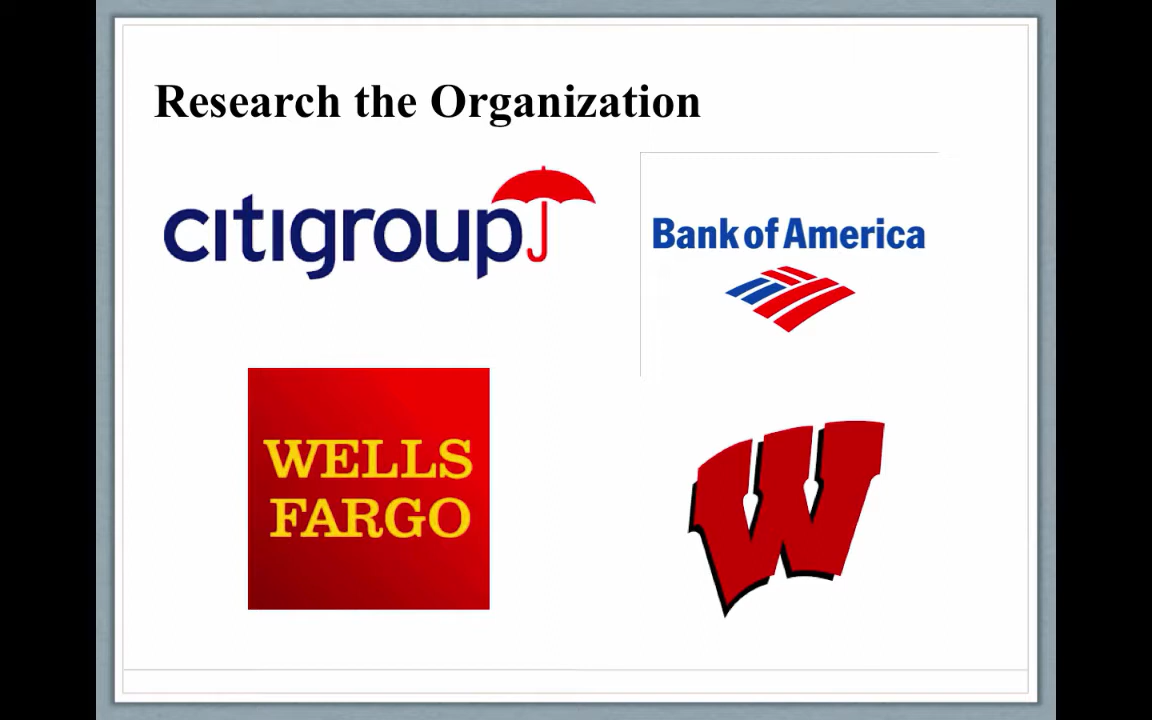 Research the Organization
citigroup
Bank of America
WELLS
FARGO
W